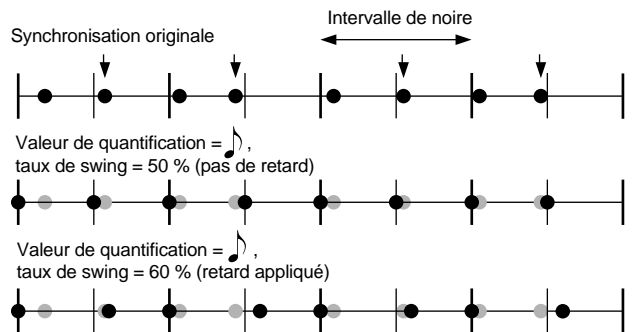 Intervalle de noire
Synchronisation originale
Valeur de quantification = ♪,
taux de swing = 50 % (pas de retard)
Valeur de quantification = ♪,
taux de swing = 60 % (retard appliqué)